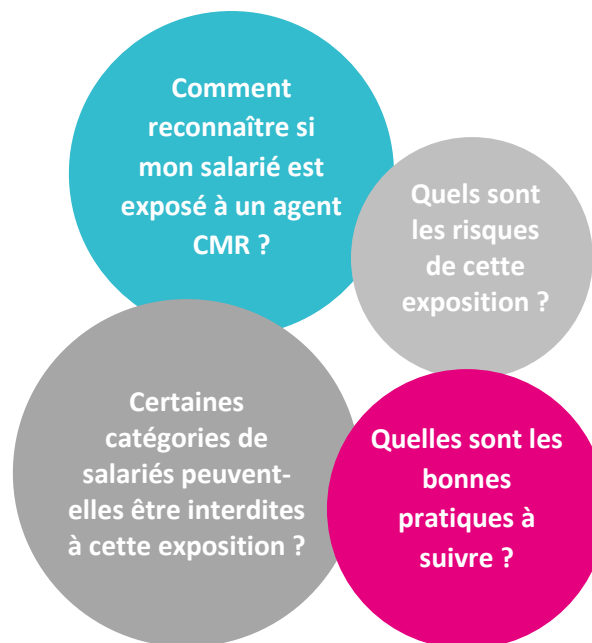 Comment
reconnaître si
mon salarié est
exposé à un agent
CMR ?
Quels sont
les risques
de cette
exposition ?
Certaines
catégories de
salariés peuvent-
elles être interdites
à cette exposition ?
Quelles sont les
bonnes
pratiques à
suivre ?